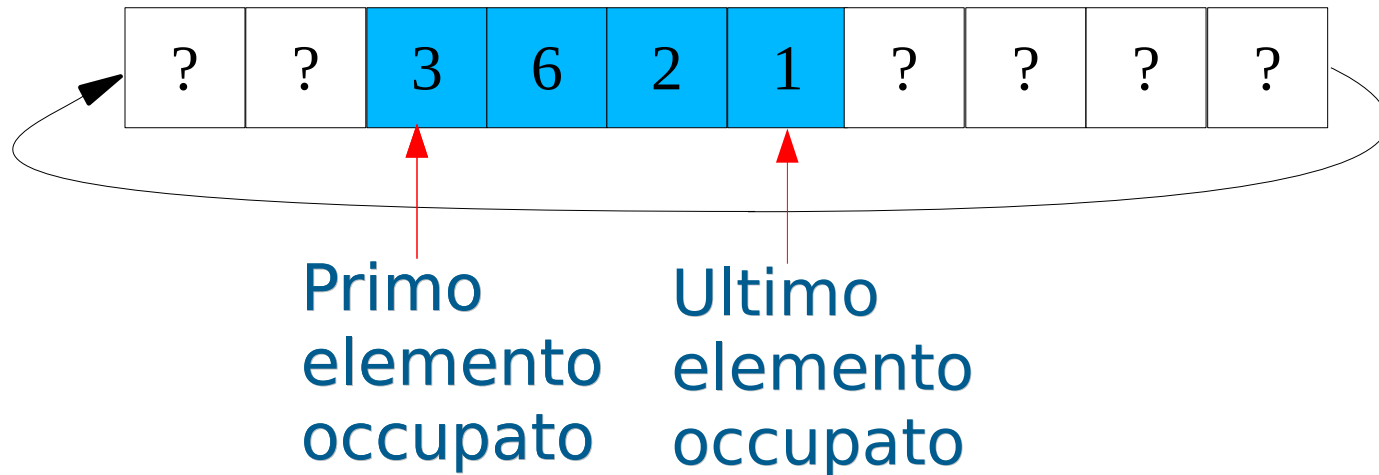 ? ? 3 6 2 1 ? ? ? ?
Primo
elemento
occupato
Ultimo
elemento
occupato